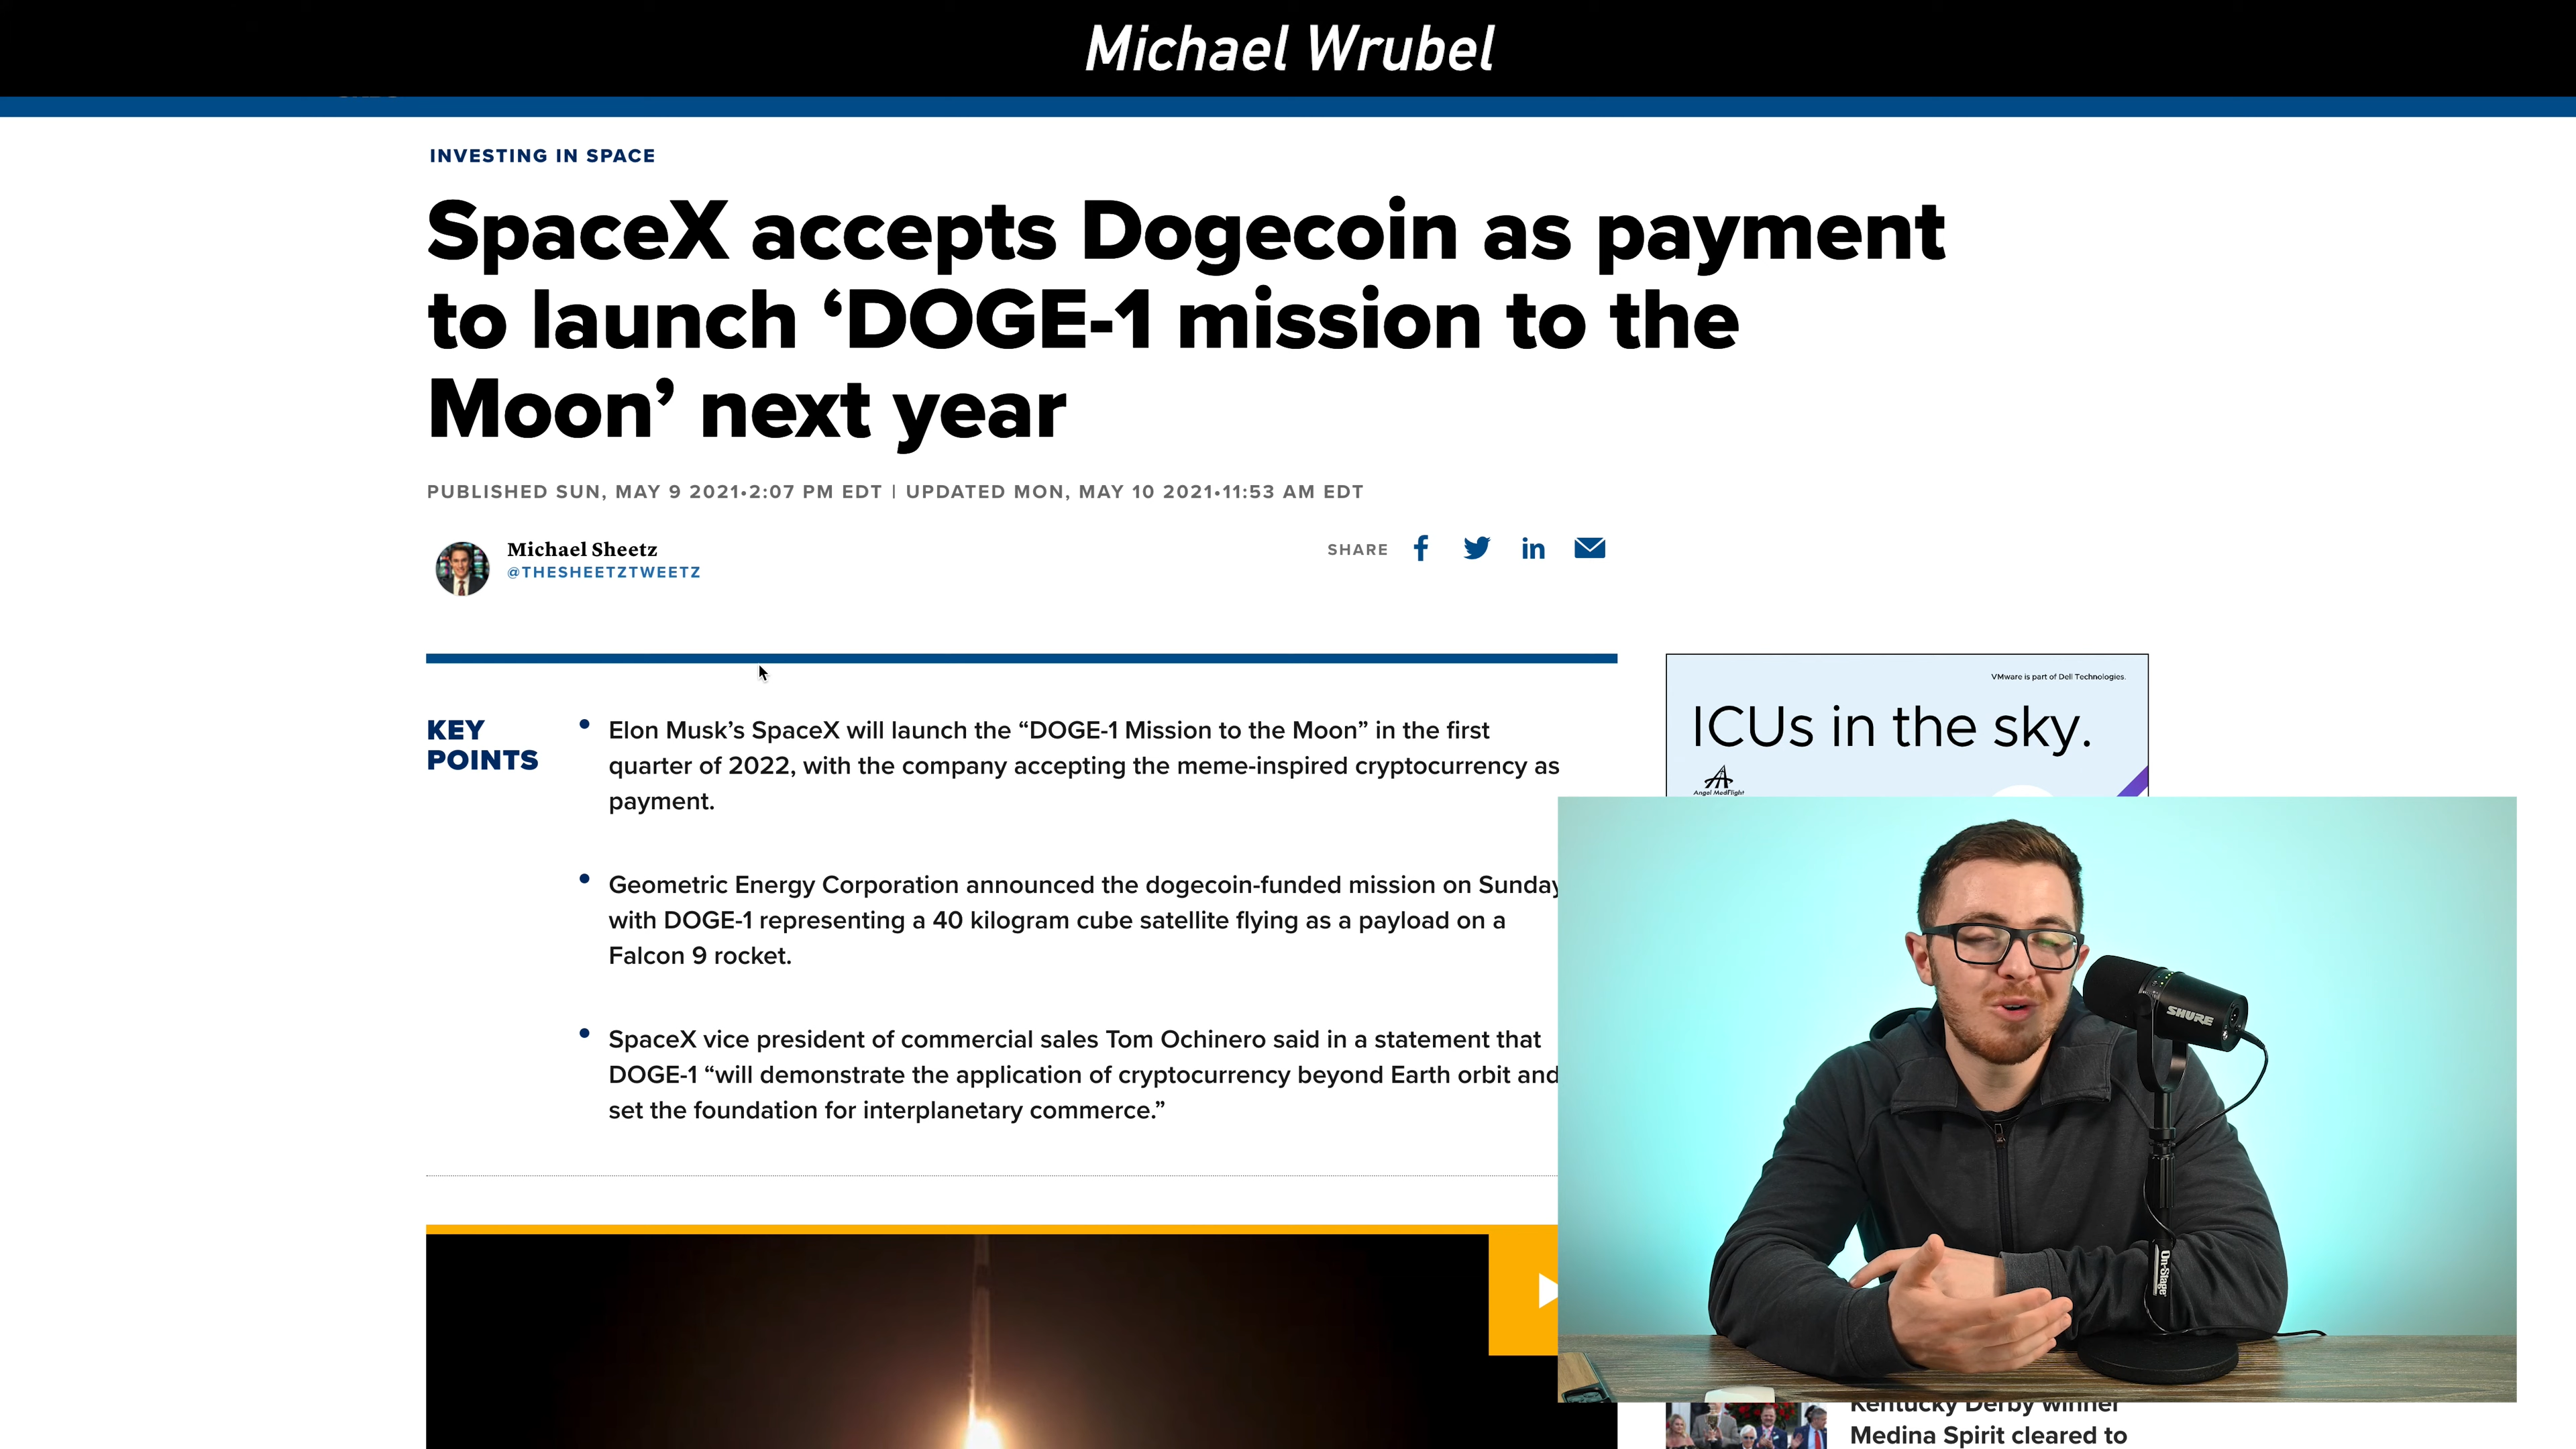 Michael Wrubel
INVESTING IN SPACE
SpaceX accepts Dogecoin as payment
to launch ‘DOGE-1 mission to the
Moon’ next year
PUBLISHED SUN, MAY 9 2021•2:07 PM EDT | UPDATED MON, MAY 10 2021•11:53 AM EDT
Michael Sheetz
@THESHEETZTWEETZ
SHARE
KEY
POINTS
Elon Musk’s SpaceX will launch the “DOGE-1 Mission to the Moon” in the first
quarter of 2022, with the company accepting the meme-inspired cryptocurrency as
payment.
Geometric Energy Corporation announced the dogecoin-funded mission on Sunday
with DOGE-1 representing a 40 kilogram cube satellite flying as a payload on a
Falcon 9 rocket.
SpaceX vice president of commercial sales Tom Ochinero said in a statement that
DOGE-1 “will demonstrate the application of cryptocurrency beyond Earth orbit and
set the foundation for interplanetary commerce.”
VMware is part of Dell Technologies.
ICUs in the sky.
Angel MedFlight
SHURE
On-Stage
Kentucky Derby winner
Medina Spirit cleared to